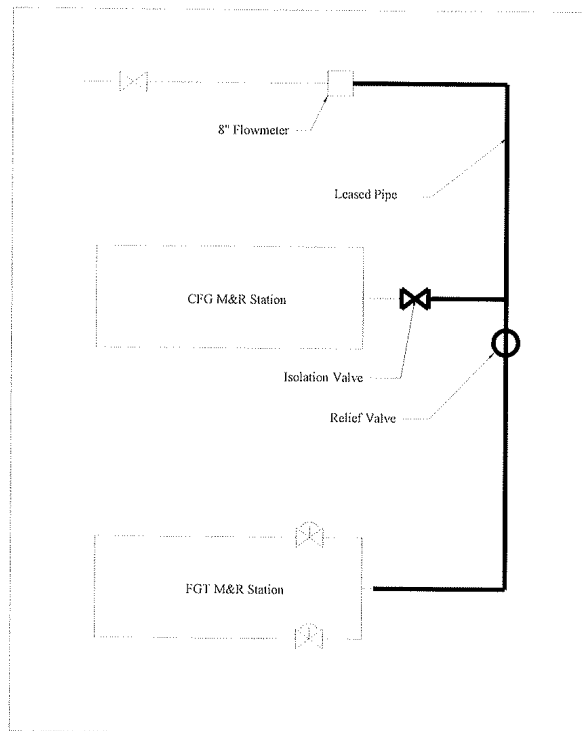 8" Flowmeter
Leased Pipe
CFG M&R Station
Isolation Valve
Relief Valve
FGT M&R Station